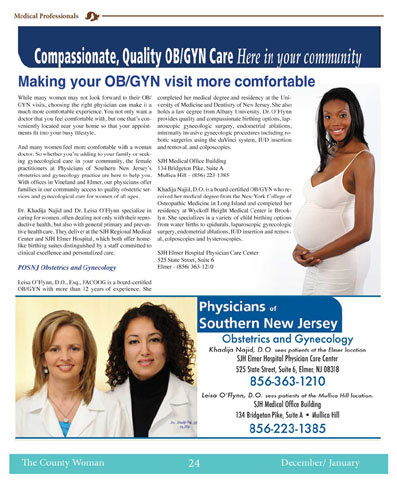 Medical Professionals
Compassionate, Quality OB/GYN Care Here in your community
Making your OB/GYN visit more comfortable
While many women may not look forward to their OB/
GYN visits, choosing the right physician can make it a
much more comfortable experience. You not only want a
doctor that you feel comfortable with, but one that's con-
veniently located near your home so that your appoint-
ments fit into your busy lifestyle.
And many women feel more comfortable with a woman
doctor. So whether you're adding to your family or seek-
ing gynecological care in your community, the female
practitioners at Physicians of Southern New Jersey's
obstetrics and gynecology practice are here to help you.
With offices in Vineland and Elmer, our physicians offer
families in our community access to quality obstetric ser-
vices and gynecological care for women of all ages.
Dr. Khadija Najid and Dr. Leisa O'Flynn specialize in
caring for women, often dealing not only with their repro-
ductive health, but also with general primary and preven-
tive health care. They deliver at the SJH Regional Medical
Center and SJH Elmer Hospital, which both offer home-
like birthing suites distinguished by a staff committed to
clinical excellence and personalized care.
POSNJ Obstetrics and Gynecology
Leisa O'Flynn, D.O., Esq., FACOOG is a board-certified
OB/GYN with more than 12 years of experience. She
completed her medical degree and residency at the Uni-
versity of Medicine and Dentistry of New Jersey. She also
holds a law degree from Albany University. Dr. O'Flynn
provides quality and compassionate birthing options, lap-
aroscopic gynecologic surgery, endometrial ablations,
minimally invasive gynecologic procedures including ro-
botic surgeries using the daVinci system, IUD insertion
and removal, and colposcopies.
SJH Medical Office Building
134 Bridgeton Pike, Suite A
Mullica Hill - (856) 223-1385
Khadija Najid, D.O. is a board-certified OB/GYN who re-
ceived her medical degree from the New York College of
Osteopathic Medicine in Long Island and completed her
residency at Wyckoff Height Medical Center in Brook-
lyn. She specializes in a variety of child birthing options
from water births to epidurals, laparoscopic gynecologic
surgery, endometrial ablations, IUD insertion and remov-
al, colposcopies and hysteroscopies.
SJH Elmer Hospital Physician Care Center
525 State Street, Suite 6
Elmer - (856) 363-1210
Physicians of
Southern New Jersey
Obstetrics and Gynecology
Khadija Najid, D.O. sees patients at the Elmer location
SJH Elmer Hospital Physician Care Center
525 State Street, Suite 6, Elmer, NJ 08318
856-363-1210
Leisa O'Flynn, D.O. sees patients at the Mullica Hill location.
SJH Medical Office Building
134 Bridgeton Pike, Suite A • Mullica Hill
856-223-1385
The County Woman
24
December/ January